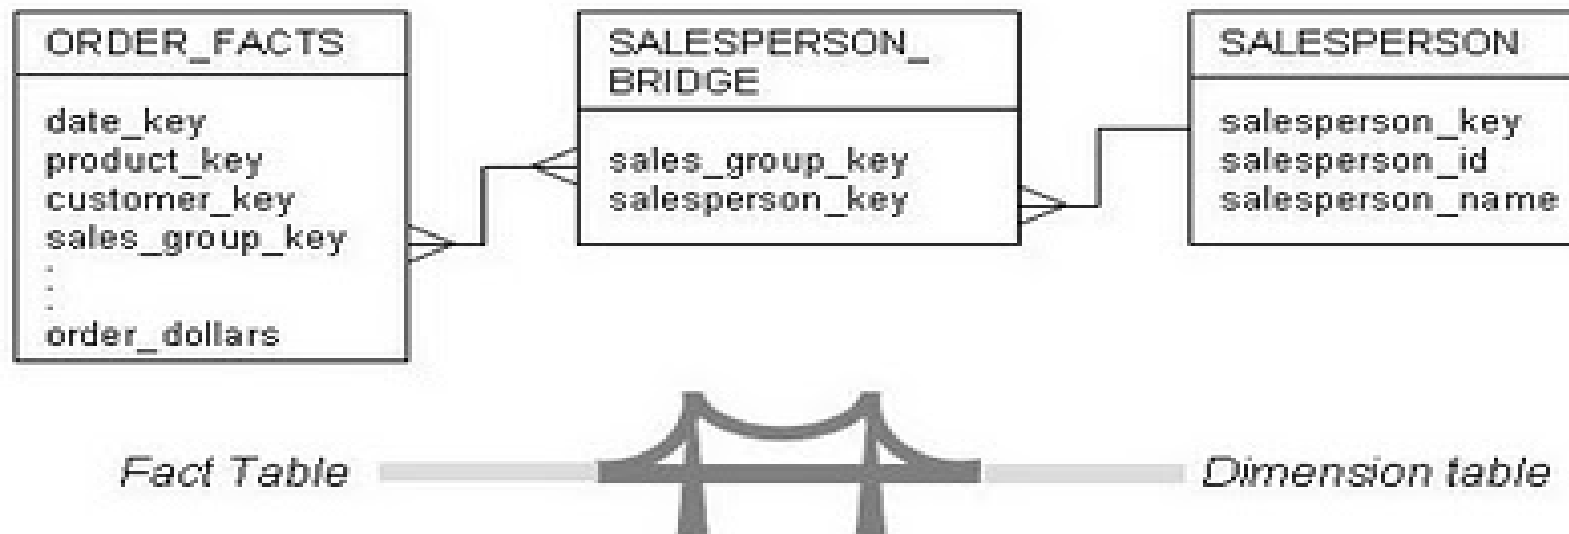 ORDER_FACTS
date_key
product_key
customer_key
sales_group_key
.
.
.
order_dollars
SALESPERSON_
BRIDGE
sales_group_key
salesperson_key
SALESPERSON
salesperson_key
salesperson_id
salesperson_name
Fact Table
Dimension table